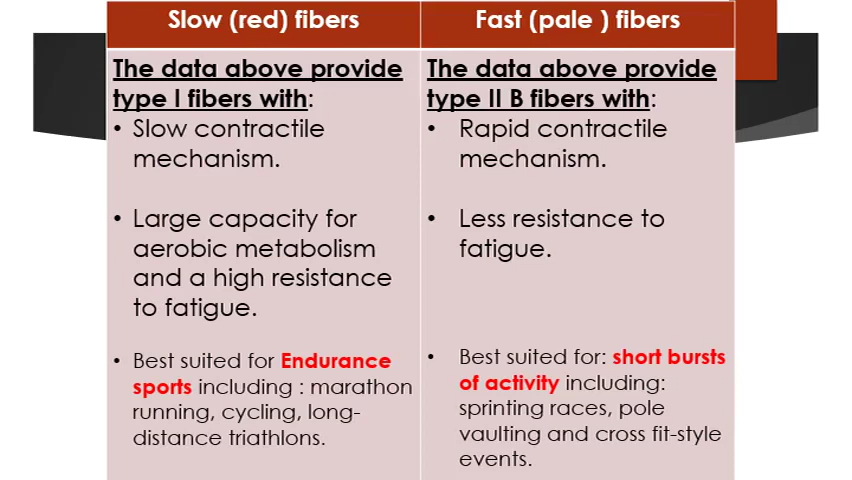 Slow (red) fibers
Fast (pale ) fibers
The data above provide
type I fibers with:
• Slow contractile
mechanism.
• Large capacity for
aerobic metabolism
and a high resistance
to fatigue.
• Best suited for Endurance
sports including : marathon
running, cycling, long-
distance triathlons.
The data above provide
type II B fibers with:
• Rapid contractile
mechanism.
• Less resistance to
fatigue.
• Best suited for: short bursts
of activity including:
sprinting races, pole
vaulting and cross fit-style
events.